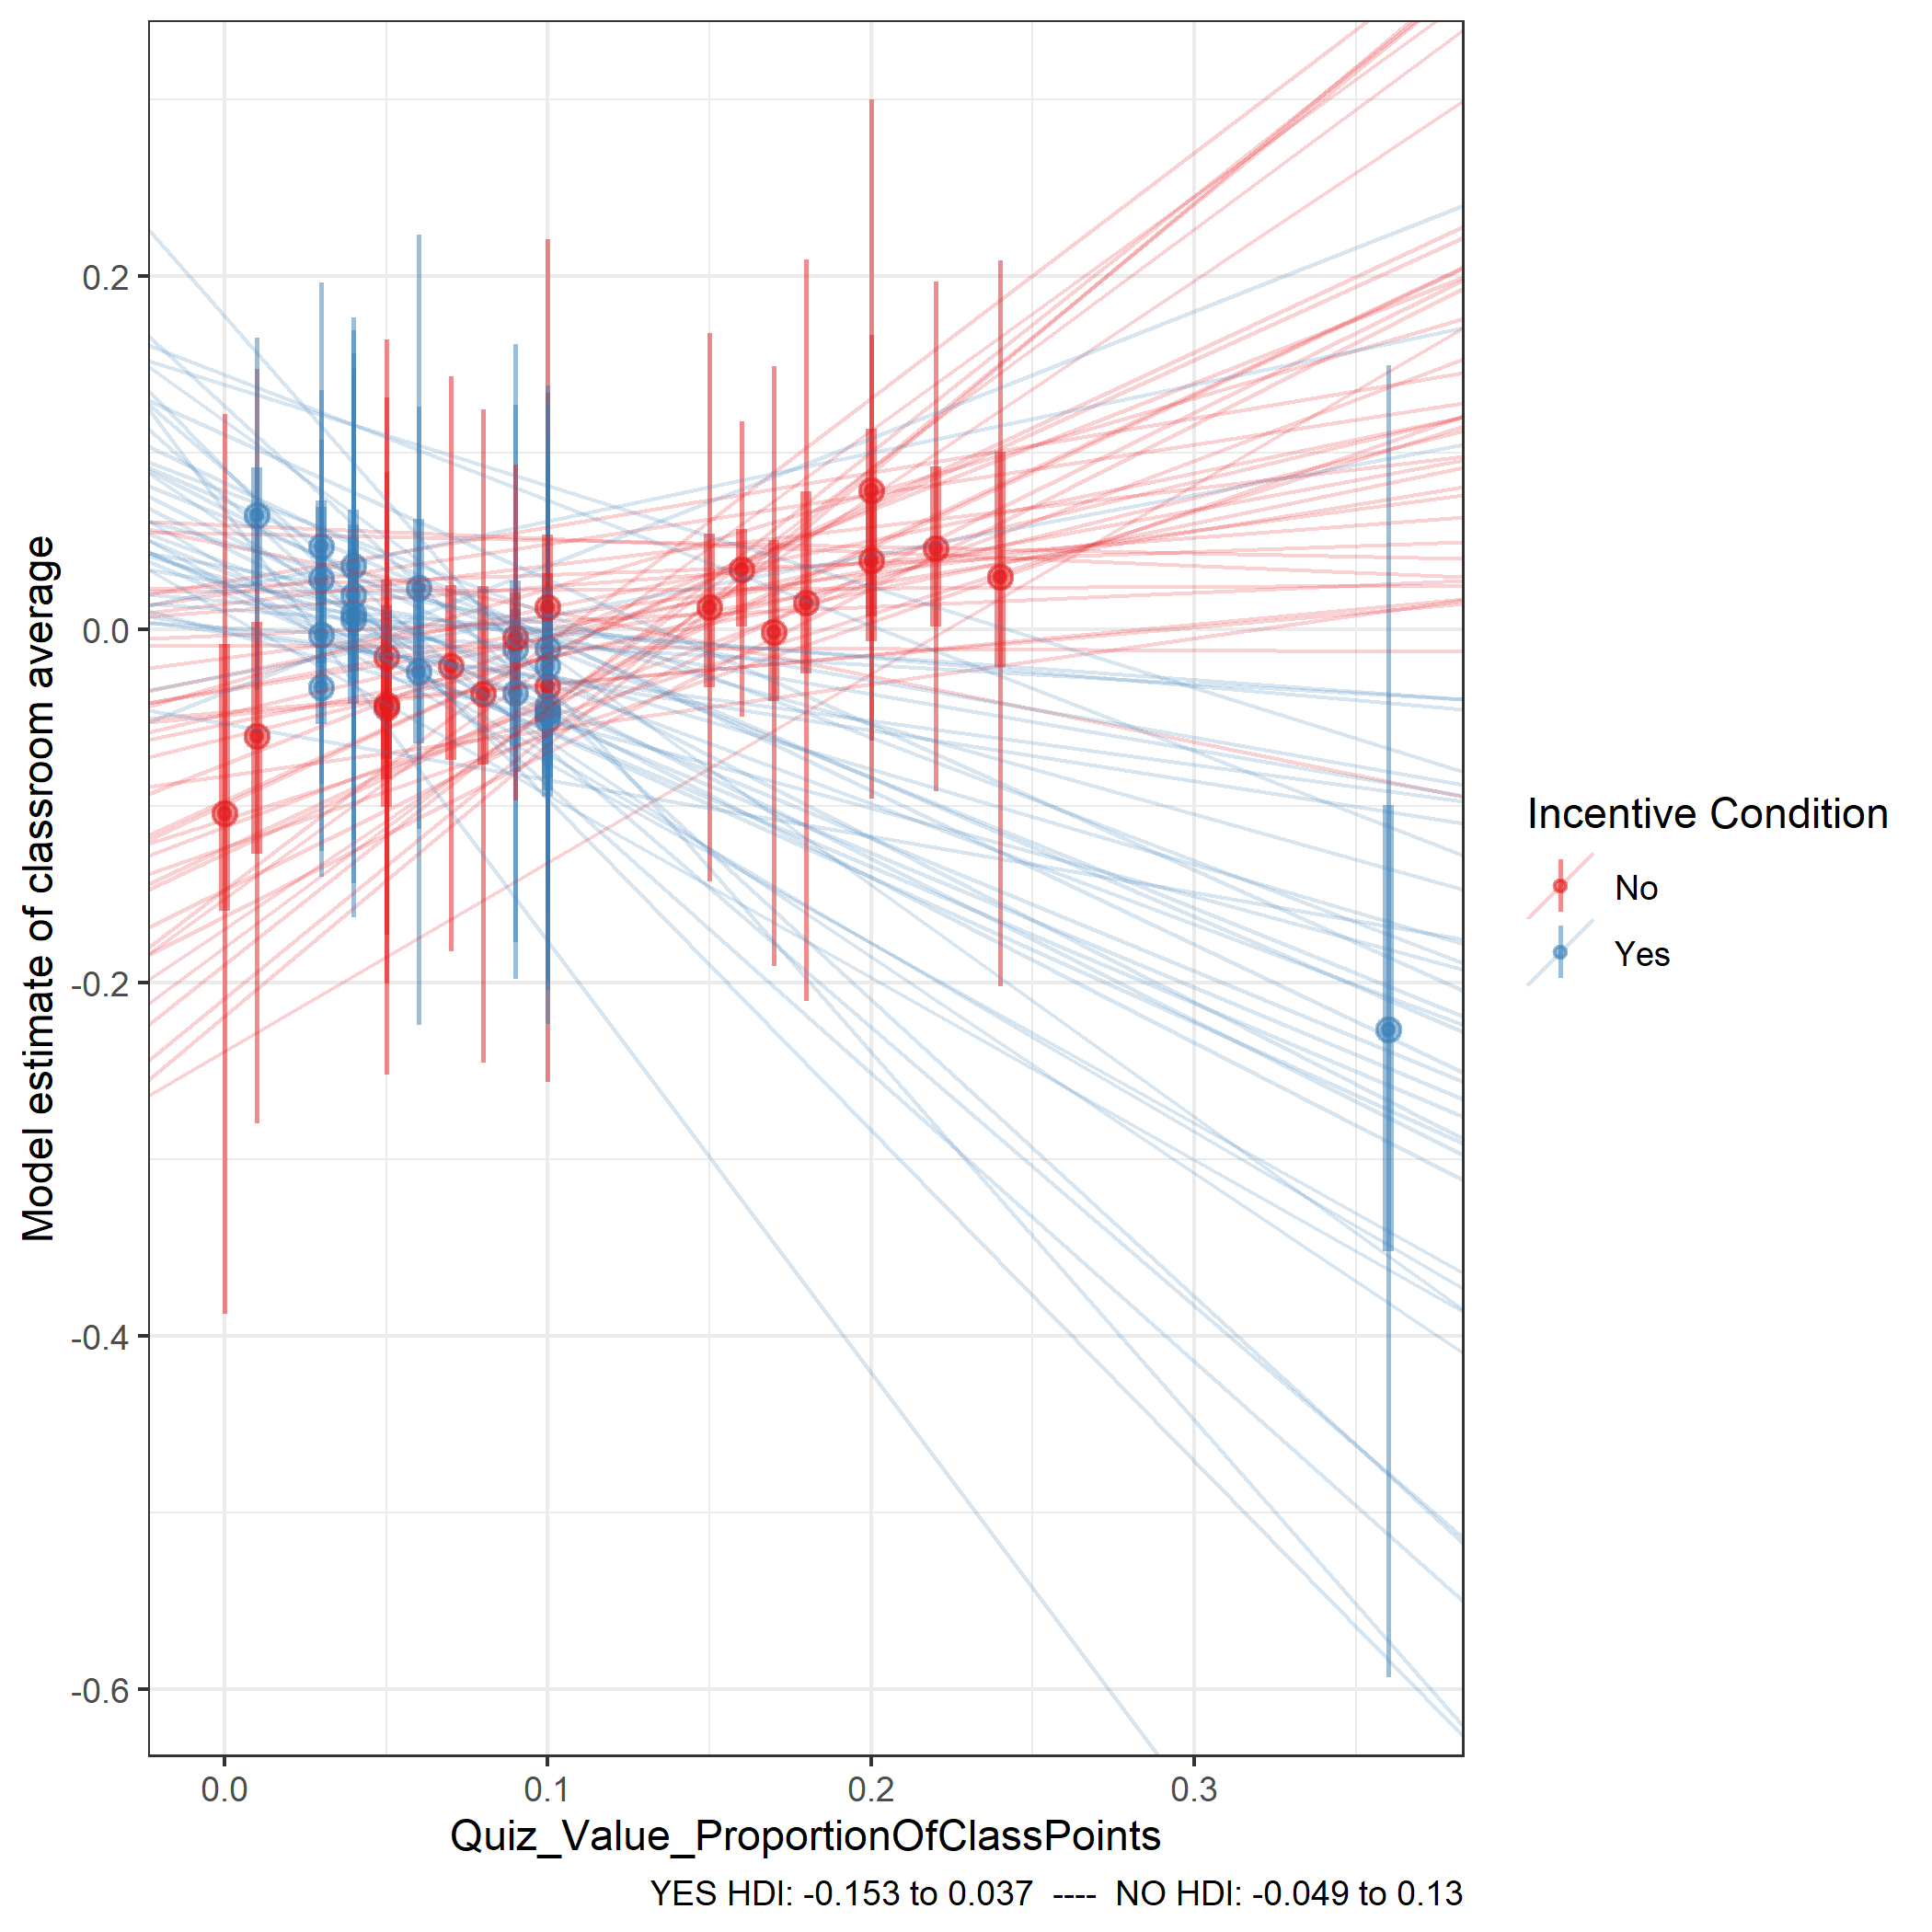 0.2
0.0
-0.2
-0.4
-0.6
Model estimate of classroom average
0.0 0.1 0.2 0.3
Quiz_Value_ProportionOfClassPoints
YES HDI: -0.153 to 0.037 ---- NO HDI: -0.049 to 0.13
Incentive Condition
No
Yes